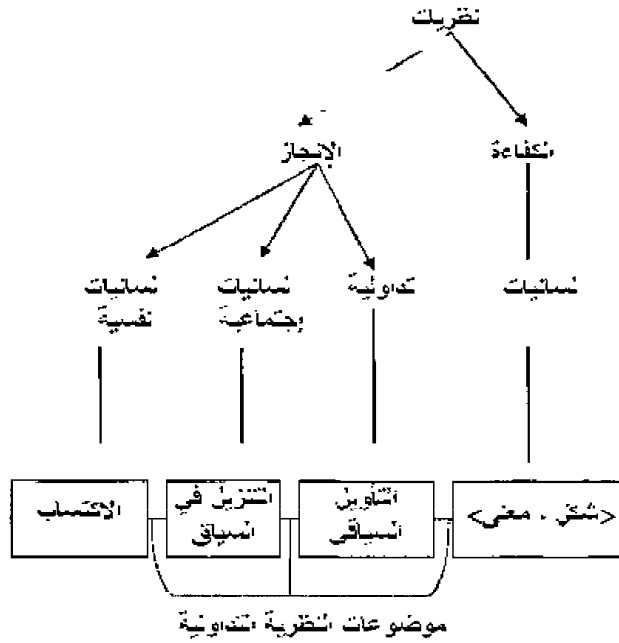 نظريات
الكفاءة
الإنجاز
لسانيات
تداولية
لسانيات
إجتماعية
لسانيات
نفسية
<شكل ، معنى>
التأويل
السياقي
التنزيل في
السياق
الاكتساب
موضوعات النظرية التداولية